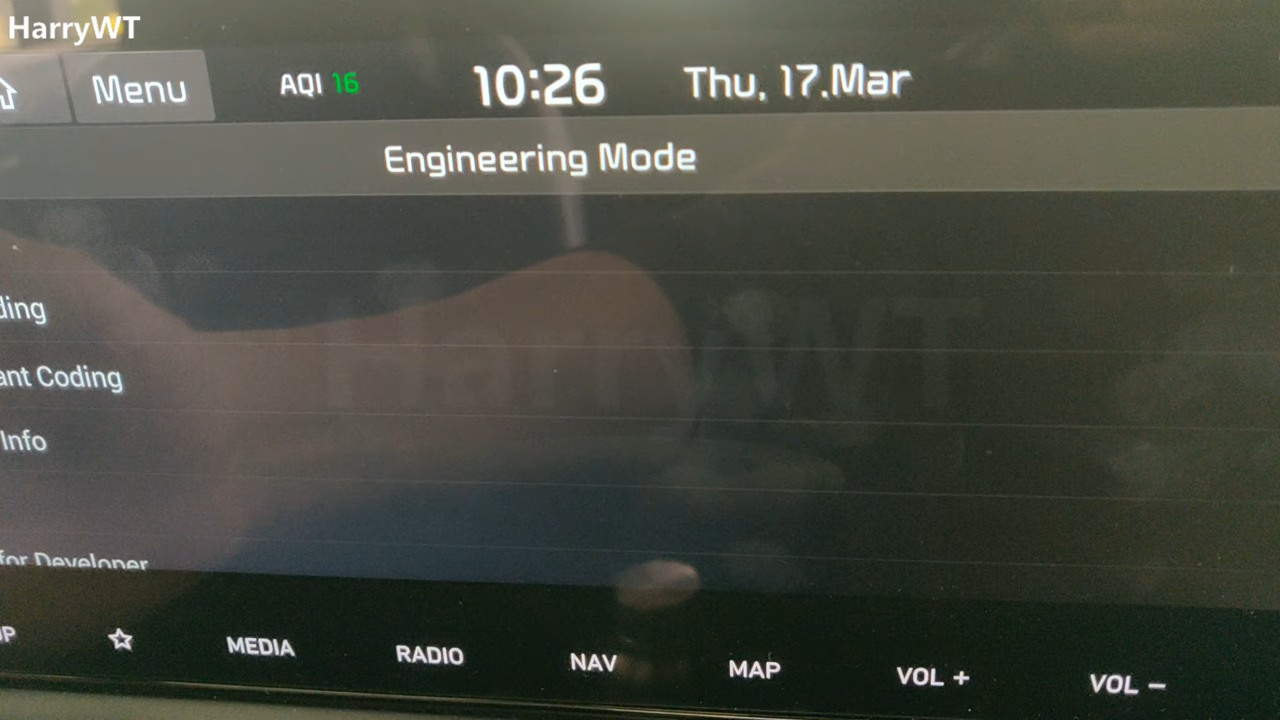 HarryWT
Menu AQI 16 10:26 Thu, 17.Mar
Engineering Mode
HarryWT
ding
ant Coding
Info
for Developer
MEDIA RADIO NAV MAP VOL + VOL −